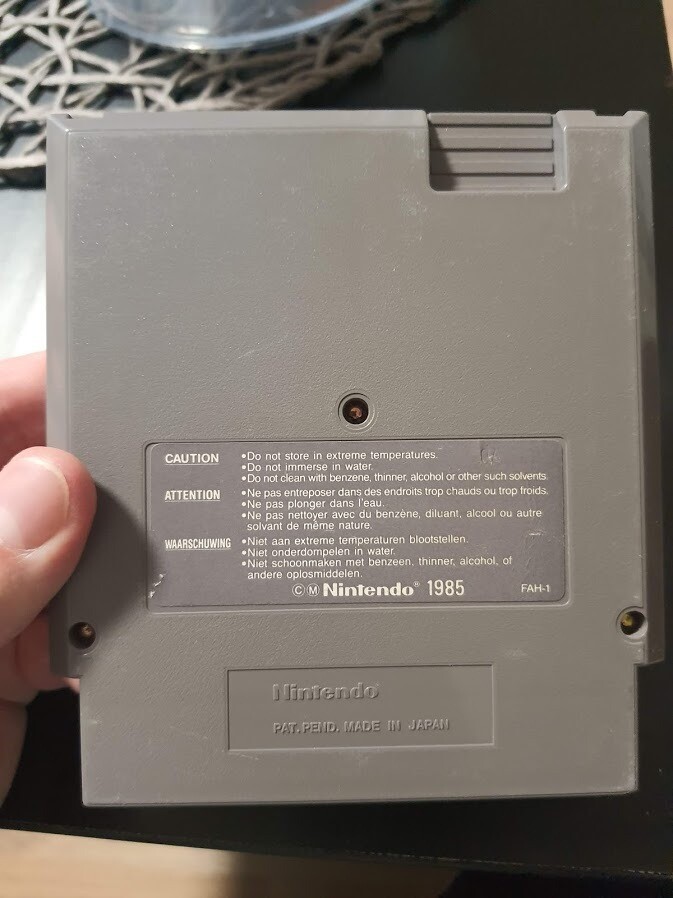 CAUTION
•Do not store in extreme temperatures.
•Do not immerse in water.
•Do not clean with benzene, thinner, alcohol or other such solvents.
ATTENTION
•Ne pas entreposer dans des endroits trop chauds ou trop froids.
•Ne pas plonger dans l'eau.
•Ne pas nettoyer avec du benzène, diluant, alcool ou autre
solvant de même nature.
WAARSCHUWING
•Niet aan extreme temperaturen blootstellen.
•Niet onderdompelen in water.
•Niet schoonmaken met benzeen, thinner, alcohol, of
andere oplosmiddelen.
©Ⓜ Nintendo® 1985
FAH-1
Nintendo®
PAT. PEND. MADE IN JAPAN